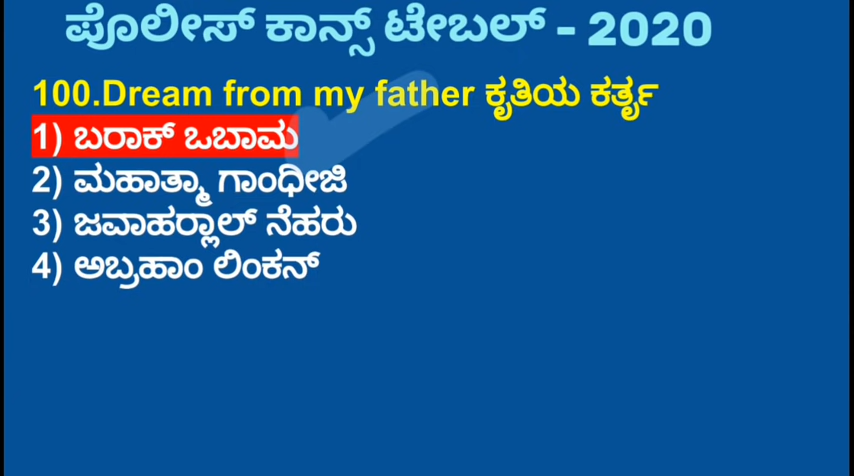 ಪೊಲೀಸ್ ಕಾನ್ಸ್ ಟೇಬಲ್ - 2020
100.Dream from my father ಕೃತಿಯ ಕರ್ತೃ
1) ಬರಾಕ್ ಒಬಾಮ
2) ಮಹಾತ್ಮಾ ಗಾಂಧೀಜಿ
3) ಜವಾಹರ್‌ಲಾಲ್ ನೆಹರು
4) ಅಬ್ರಹಾಂ ಲಿಂಕನ್